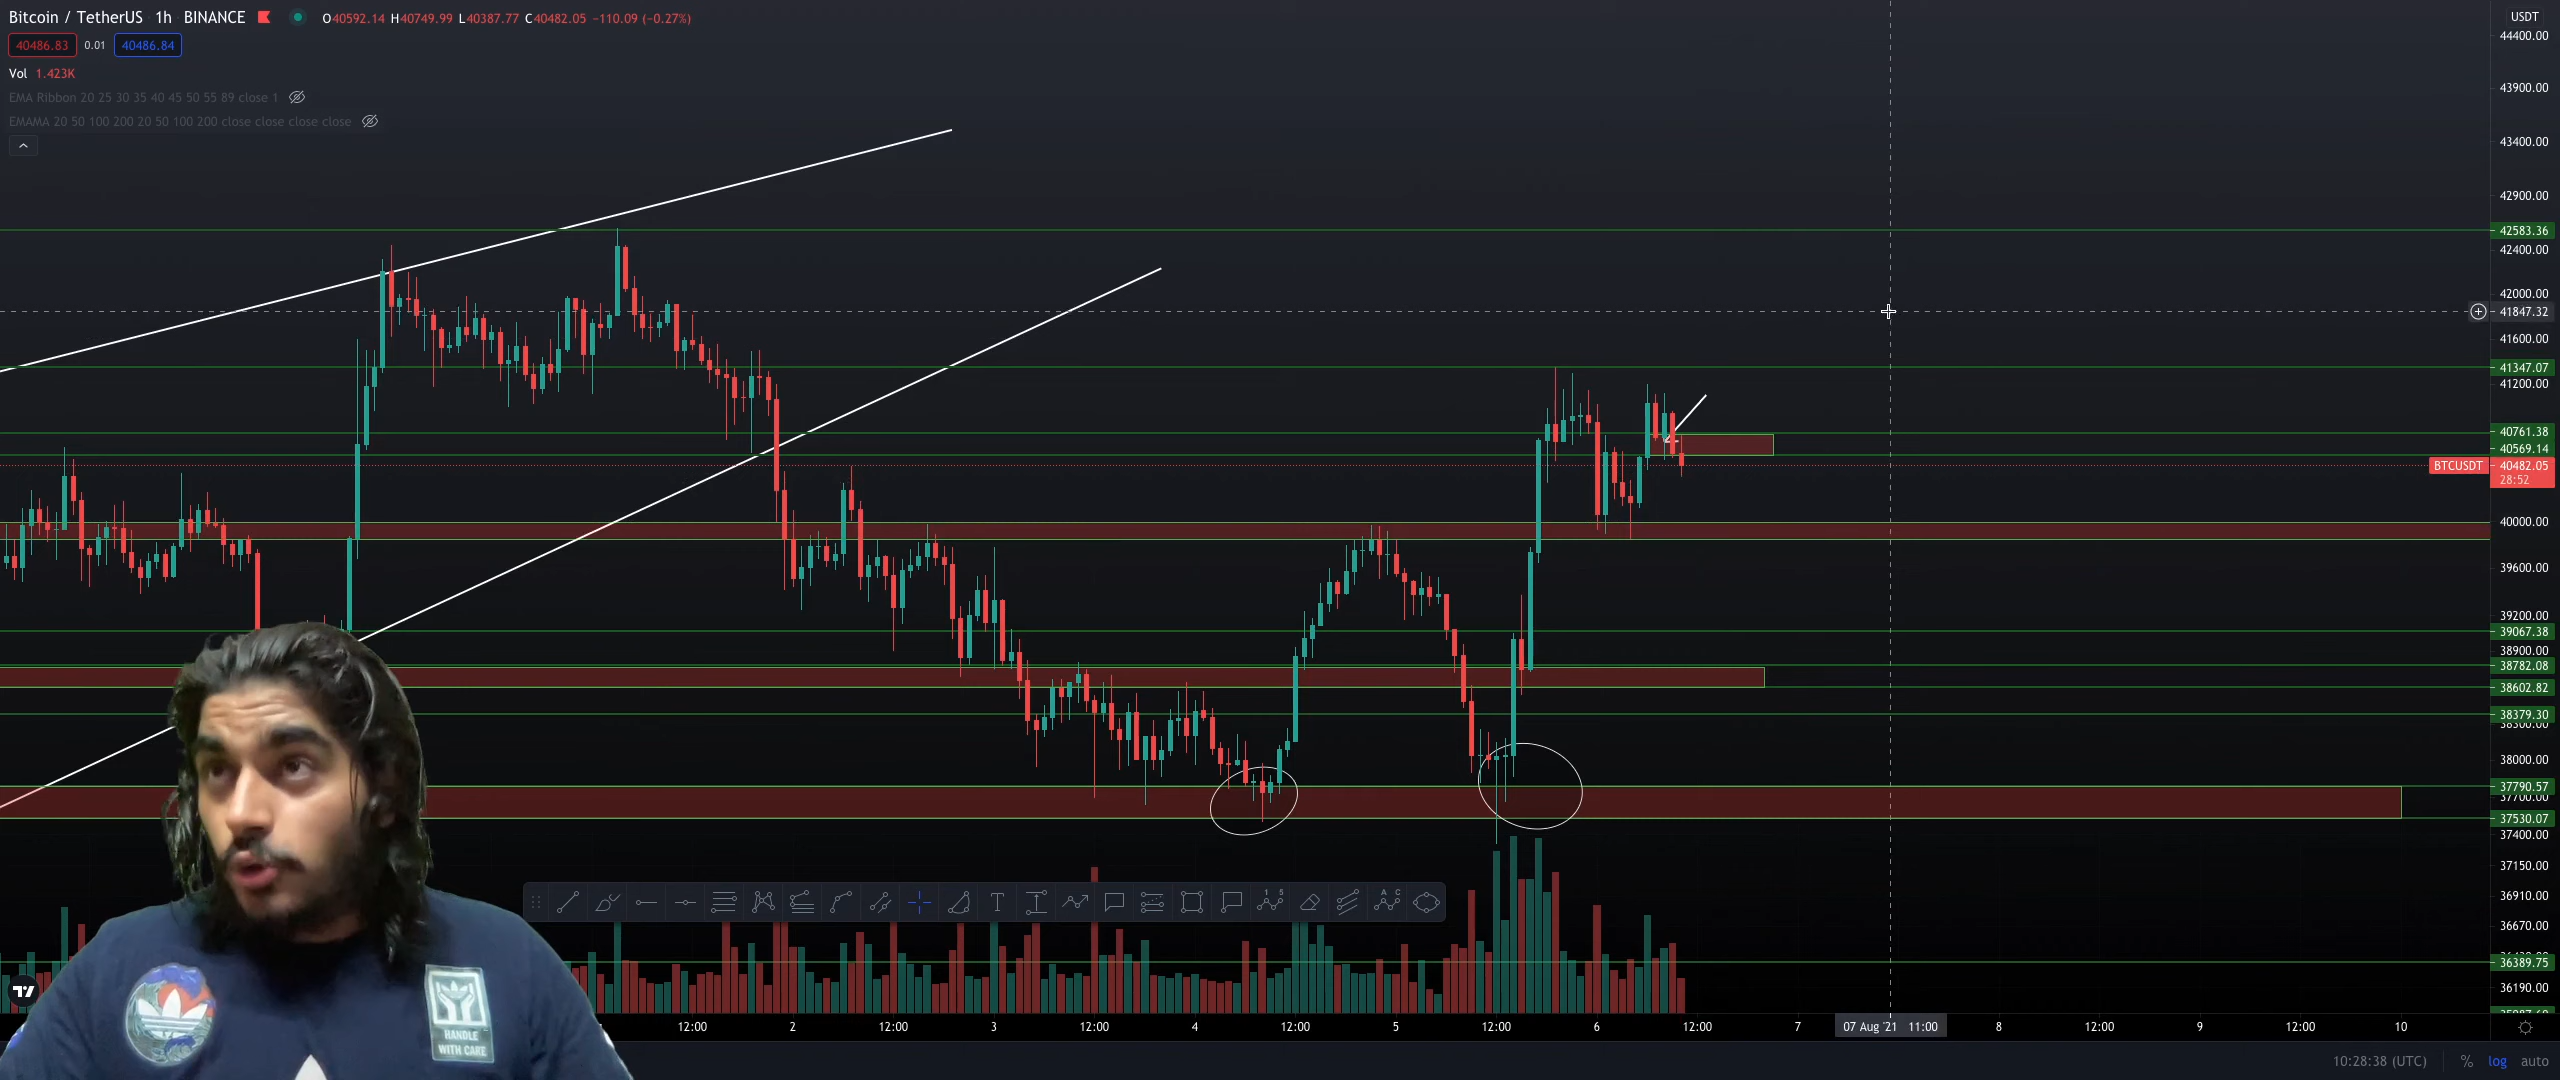 Bitcoin / TetherUS 1h BINANCE O40592.14 H40749.99 L40387.77 C40482.05 −110.09 (−0.27%)
40486.83 0.01 40486.84
Vol 1.423K
EMA Ribbon 20 25 30 35 40 45 50 55 89 close 1
EMAMA 20 50 100 200 20 50 100 200 close close close close
USDT
44400.00
43900.00
43400.00
42900.00
42583.36
42400.00
42000.00
41847.32
41600.00
41347.07
41200.00
40761.38
40569.14
BTCUSDT 40482.05
28:52
40000.00
39600.00
39200.00
39067.38
38900.00
38782.08
38602.82
38379.30
38300.00
38000.00
37790.57
37700.00
37530.07
37400.00
37150.00
36910.00
36670.00
36389.75
36190.00
T
1 5
A C
HANDLE
WITH CARE
12:00 2 12:00 3 12:00 4 12:00 5 12:00 6 12:00 7 07 Aug '21 11:00 8 12:00 9 12:00 10
10:28:38 (UTC) % log auto